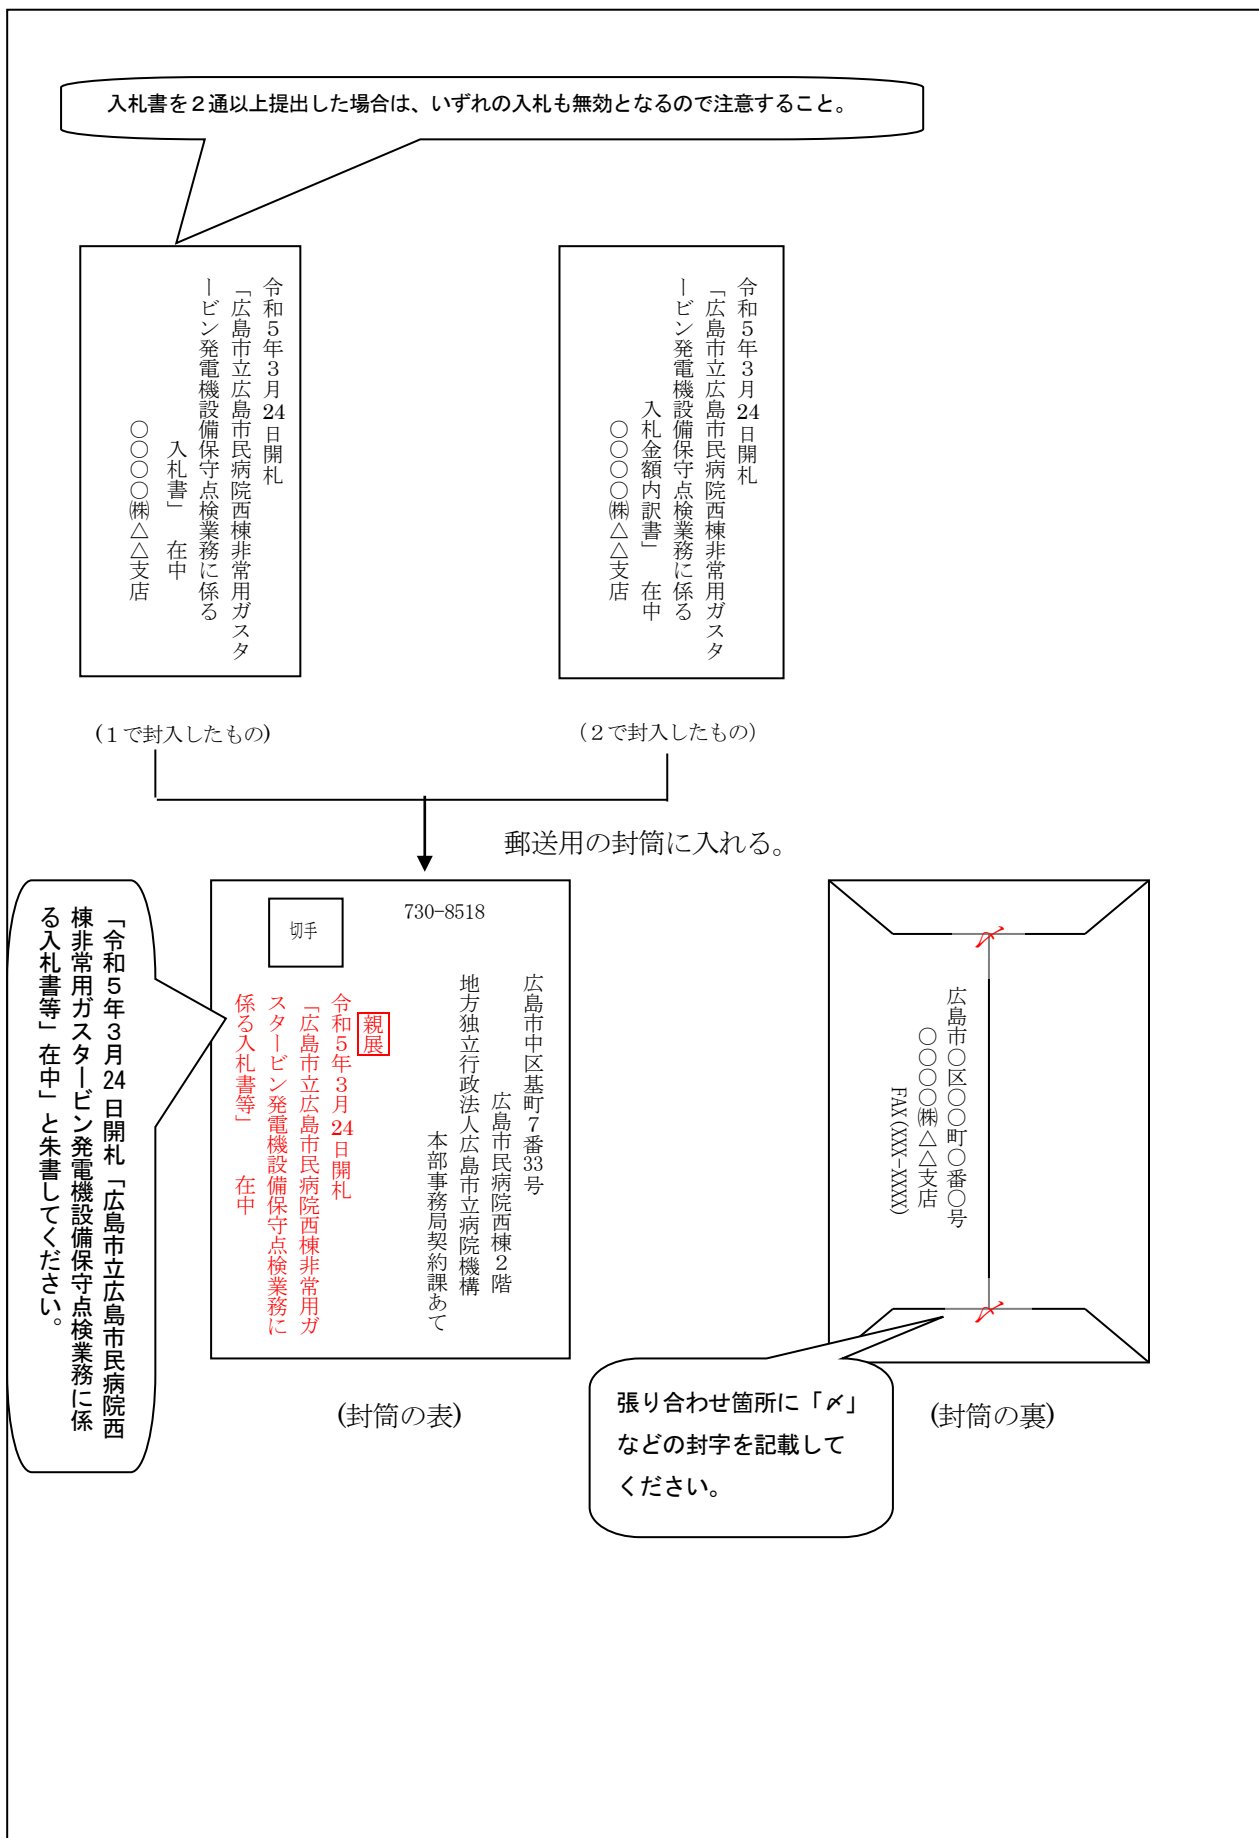 入札書を２通以上提出した場合は、いずれの入札も無効となるので注意すること。
令和５年３月24日開札
「広島市立広島市民病院西棟非常用ガスタ
ービン発電機設備保守点検業務に係る
入札書」　在中
○○○○㈱△△支店
令和５年３月24日開札
「広島市立広島市民病院西棟非常用ガスタ
ービン発電機設備保守点検業務に係る
入札金額内訳書」　在中
○○○○㈱△△支店
(１で封入したもの)
（２で封入したもの）
郵送用の封筒に入れる。
「令和５年３月24日開札「広島市立広島市民病院西
棟非常用ガスタービン発電機設備保守点検業務に係
る入札書等」在中」と朱書してください。
切手
730-8518
広島市中区基町７番33号
広島市民病院西棟２階
地方独立行政法人広島市立病院機構
本部事務局契約課あて
親展
令和５年３月24日開札
「広島市立広島市民病院西棟非常用ガ
スタービン発電機設備保守点検業務に
係る入札書等」　在中
(封筒の表)
〆
広島市○区○○町○番○号
○○○○㈱△△支店
FAX(XXX-XXXX)
〆
張り合わせ箇所に「〆」
などの封字を記載して
ください。
(封筒の裏)